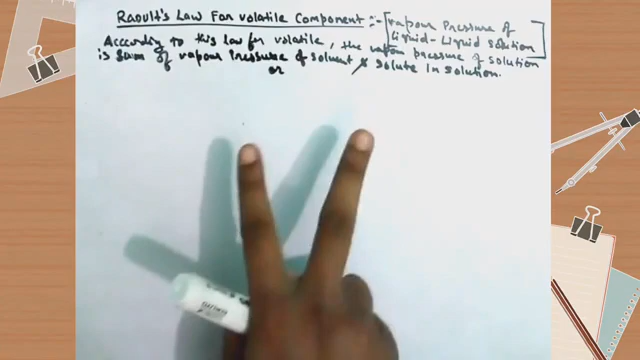 Raoult's Law For Volatile Component :- [vapour Pressure of
liquid-liquid solution]
According to this law for volatile, the vapour pressure of solution
is sum of vapour Pressure of solvent & solute in solution.
or